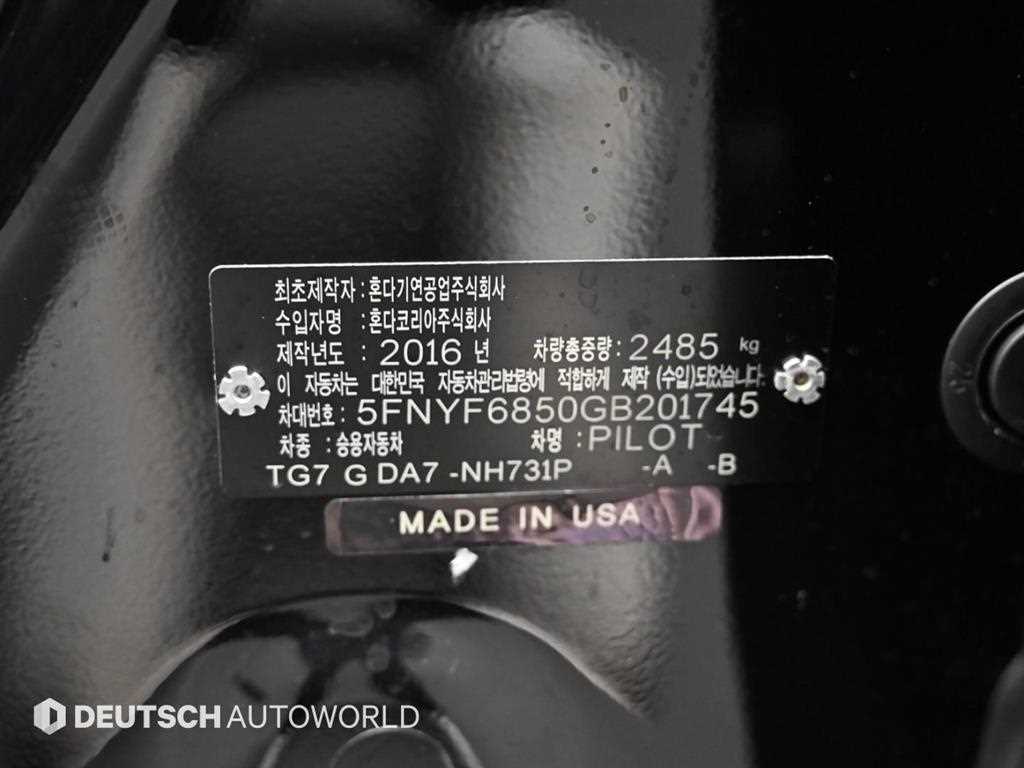 최초제작자 : 혼다기연공업주식회사
수입자명 : 혼다코리아주식회사
제작년도 : 2016 년 차량총중량 : 2485 kg
이 자동차는 대한민국 자동차관리법령에 적합하게 제작 (수입)되었습니다.
차대번호 : 5FNYF6850GB201745
차종 : 승용자동차 차명 : PILOT
TG7 G DA7 -NH731P -A -B
MADE IN USA
DEUTSCH AUTOWORLD